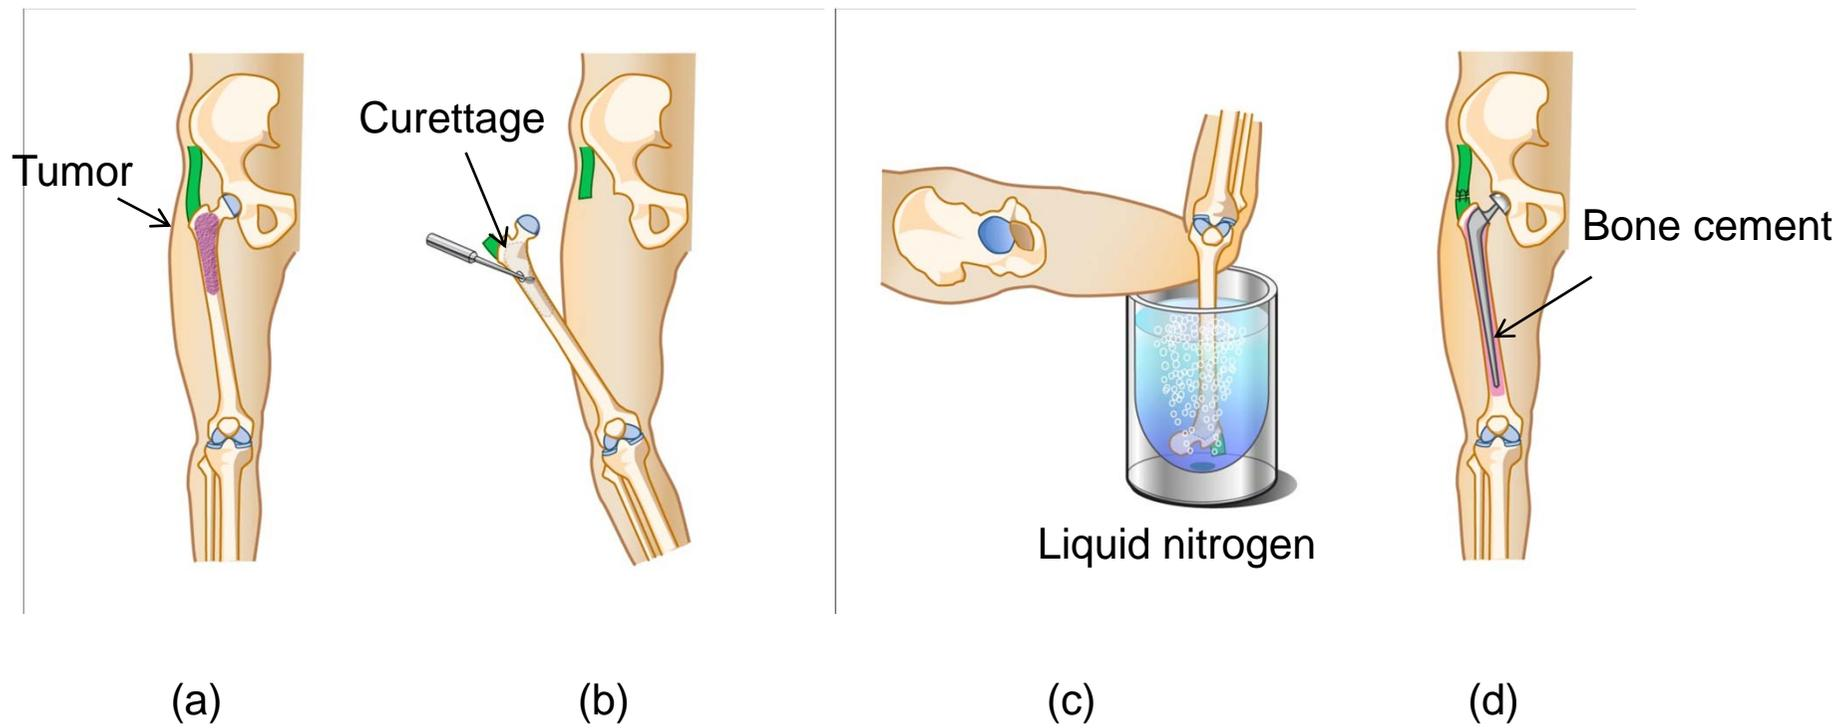 Tumor
Curettage
Liquid nitrogen
Bone cement
(a)
(b)
(c)
(d)